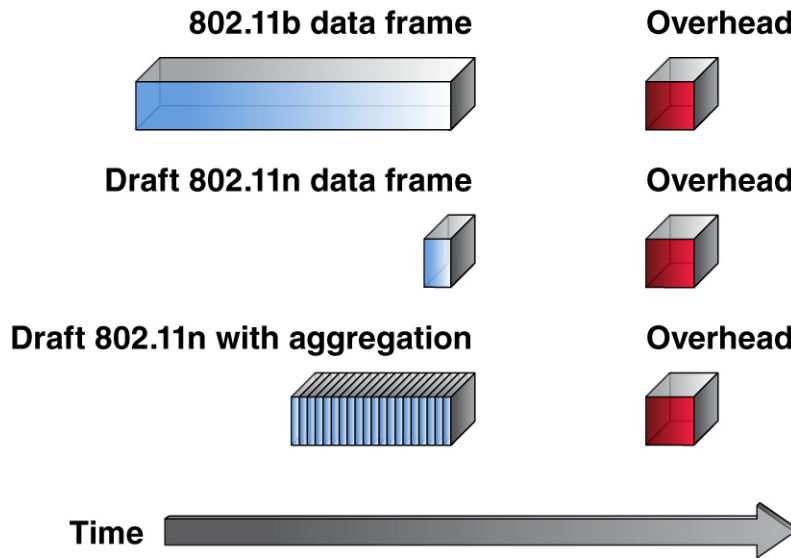 802.11b data frame Overhead
Draft 802.11n data frame Overhead
Draft 802.11n with aggregation Overhead
Time